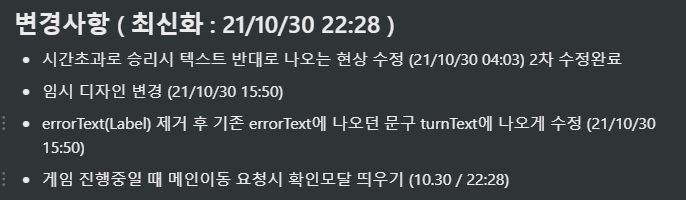 변경사항 ( 최신화 : 21/10/30 22:28 )
• 시간초과로 승리시 텍스트 반대로 나오는 현상 수정 (21/10/30 04:03) 2차 수정완료
• 임시 디자인 변경 (21/10/30 15:50)
• errorText(Label) 제거 후 기존 errorText에 나오던 문구 turnText에 나오게 수정 (21/10/30
15:50)
• 게임 진행중일 때 메인이동 요청시 확인모달 띄우기 (10.30 / 22:28)